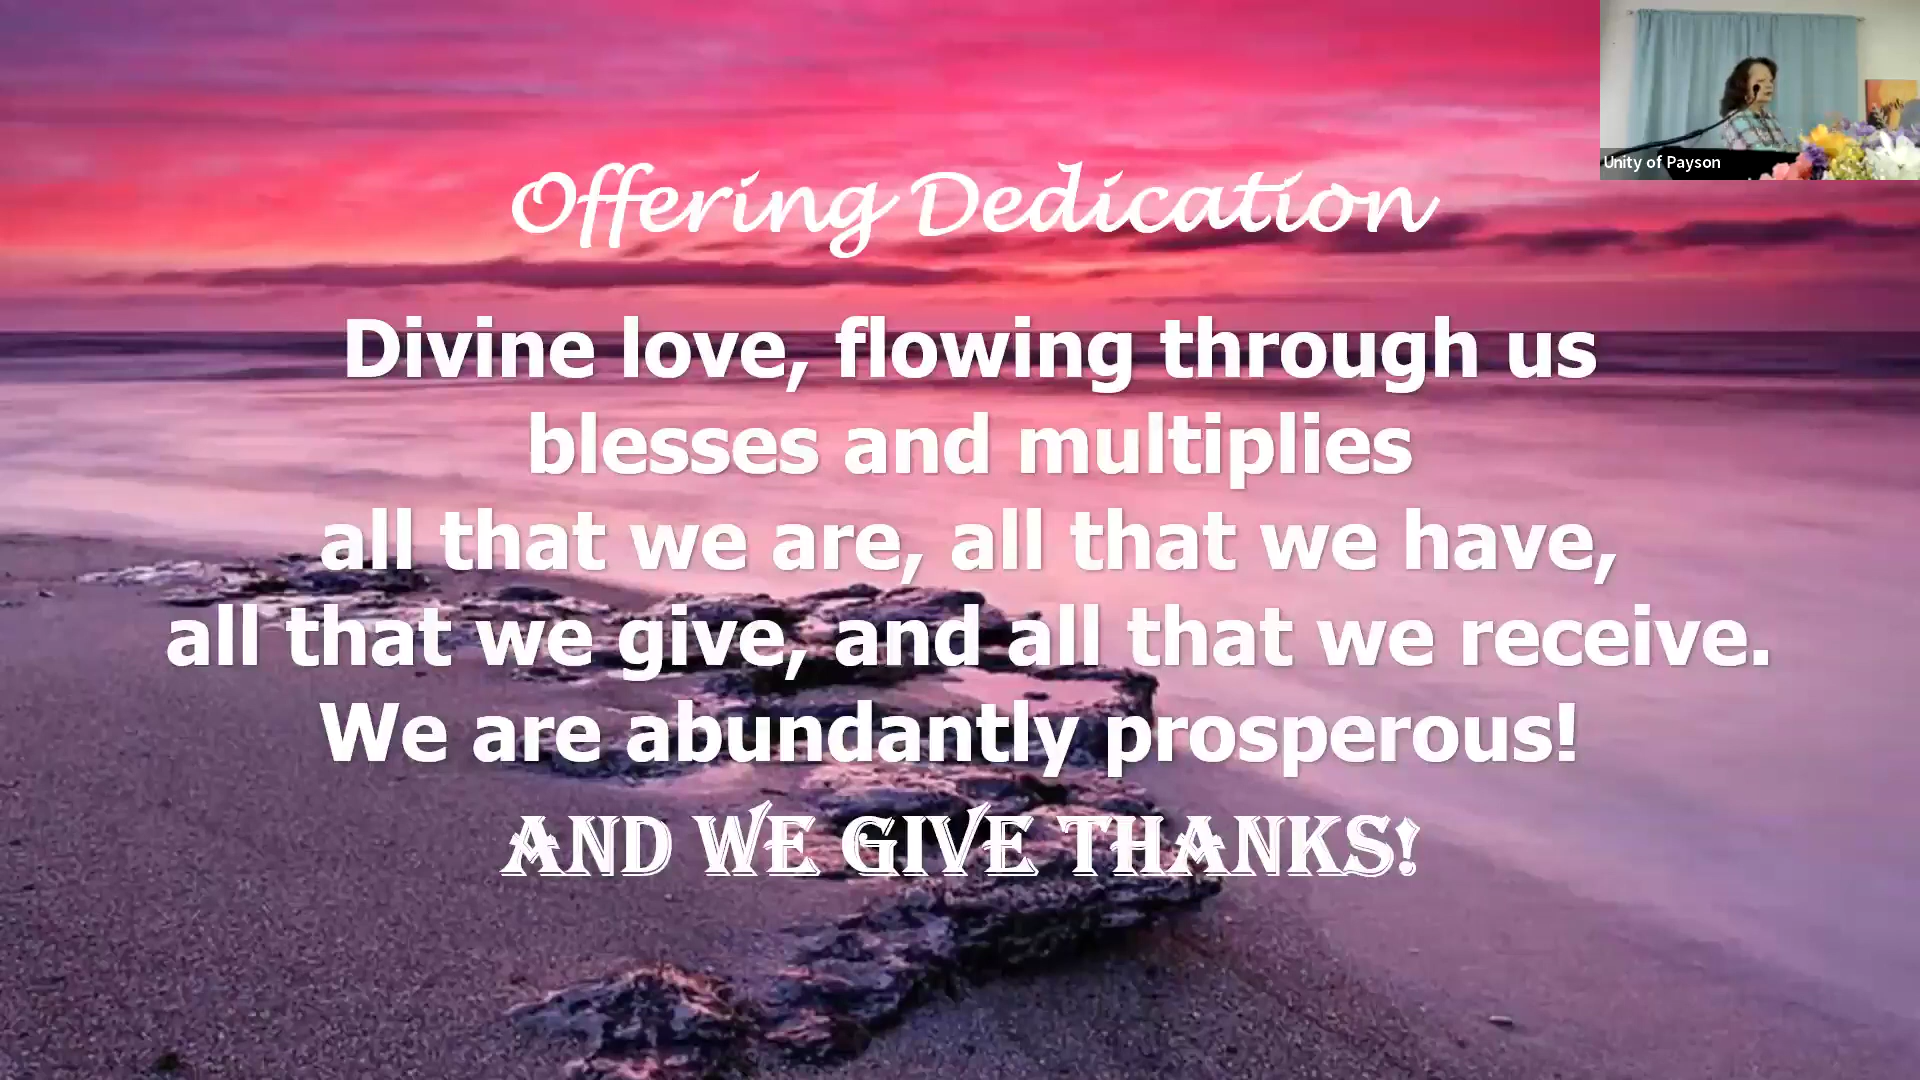 Unity of Payson
Offering Dedication
Divine love, flowing through us
blesses and multiplies
all that we are, all that we have,
all that we give, and all that we receive.
We are abundantly prosperous!
AND WE GIVE THANKS!